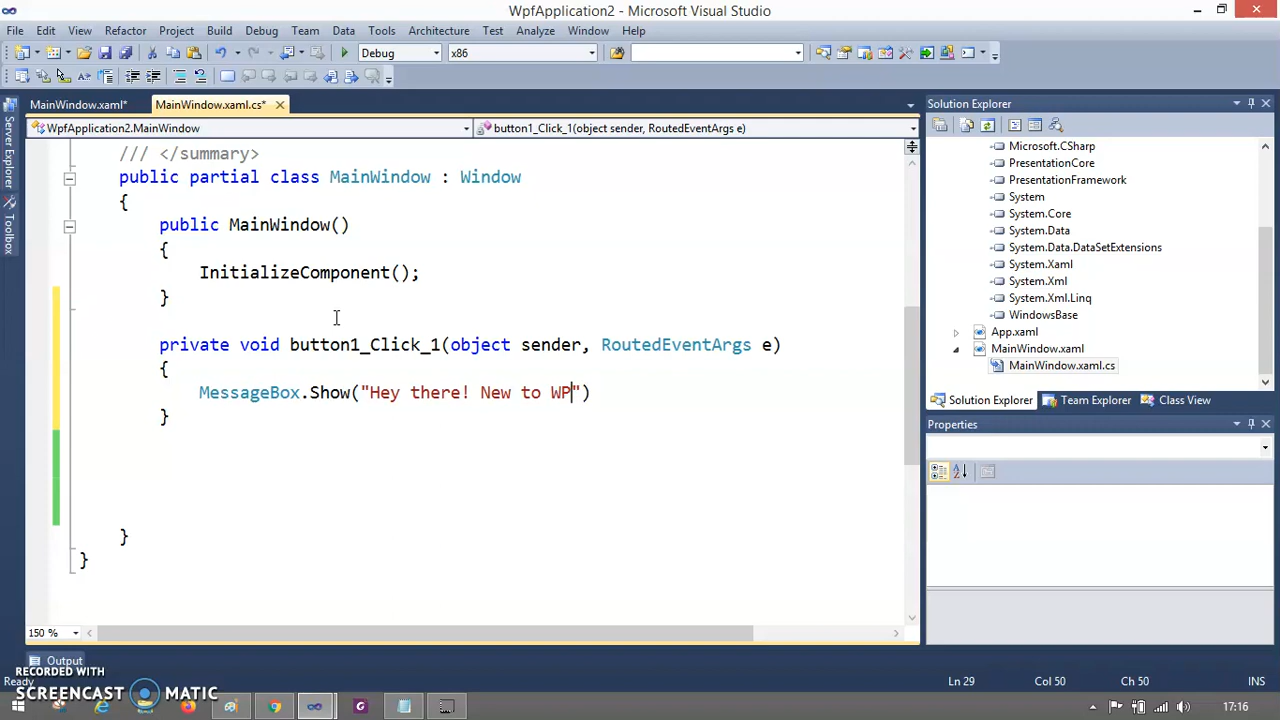 WpfApplication2 - Microsoft Visual Studio
File Edit View Refactor Project Build Debug Team Data Tools Architecture Test Analyze Window Help
Debug x86
MainWindow.xaml* MainWindow.xaml.cs*
WpfApplication2.MainWindow button1_Click_1(object sender, RoutedEventArgs e)
/// </summary>
public partial class MainWindow : Window
{
public MainWindow()
{
InitializeComponent();
}
private void button1_Click_1(object sender, RoutedEventArgs e)
{
MessageBox.Show("Hey there! New to WP")
}
}
}
150 %
Server Explorer
Toolbox
Solution Explorer
Microsoft.CSharp
PresentationCore
PresentationFramework
System
System.Core
System.Data
System.Data.DataSetExtensions
System.Xaml
System.Xml
System.Xml.Linq
WindowsBase
App.xaml
MainWindow.xaml
MainWindow.xaml.cs
Solution Explorer Team Explorer Class View
Properties
Output
Ready Ln 29 Col 50 Ch 50 INS
RECORDED WITH
SCREENCAST MATIC
17:16